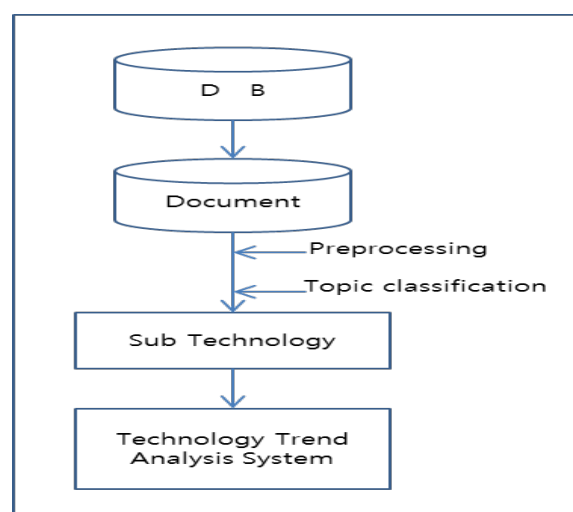 D B
Document
Preprocessing
Topic classification
Sub Technology
Technology Trend
Analysis System